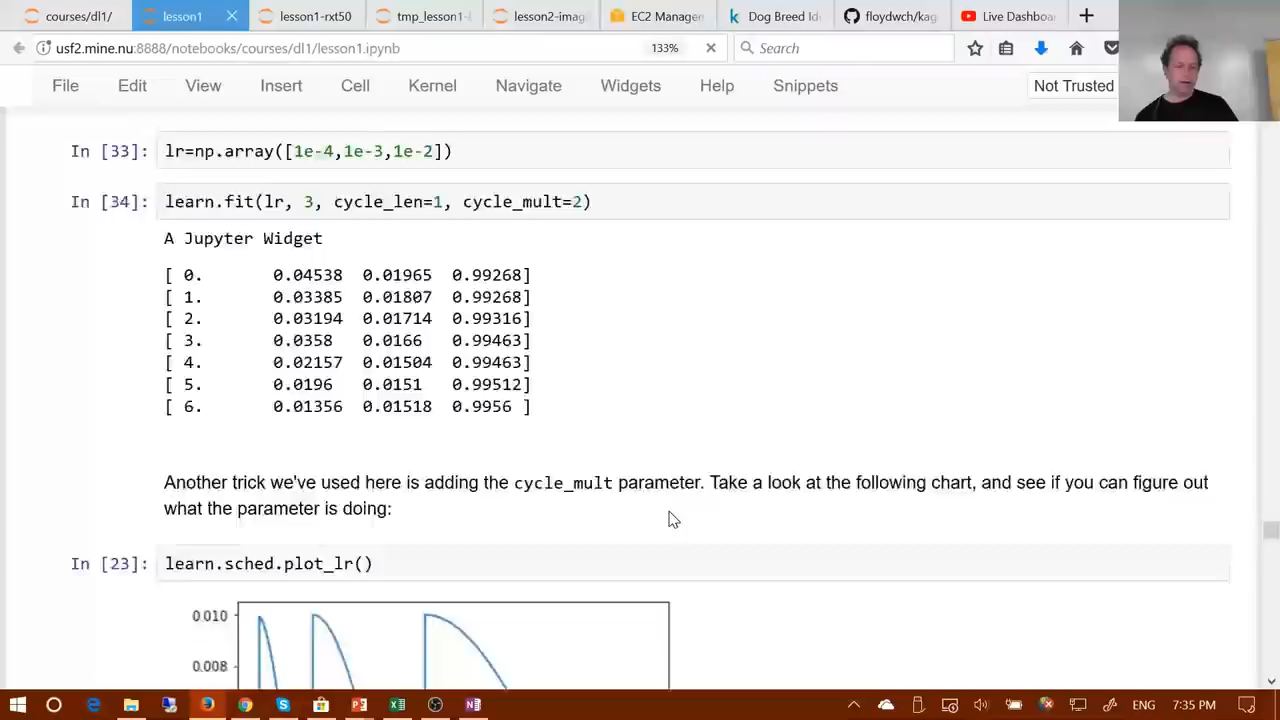 courses/dl1/
lesson1
lesson1-rxt50
tmp_lesson1-l
lesson2-imag
EC2 Manage
Dog Breed Id
floydwch/kag
Live Dashboa
usf2.mine.nu:8888/notebooks/courses/dl1/lesson1.ipynb
133%
Search
File Edit View Insert Cell Kernel Navigate Widgets Help Snippets
Not Trusted
In [33]: lr=np.array([1e-4,1e-3,1e-2])
In [34]: learn.fit(lr, 3, cycle_len=1, cycle_mult=2)
A Jupyter Widget
[ 0. 0.04538 0.01965 0.99268]
[ 1. 0.03385 0.01807 0.99268]
[ 2. 0.03194 0.01714 0.99316]
[ 3. 0.0358 0.0166 0.99463]
[ 4. 0.02157 0.01504 0.99463]
[ 5. 0.0196 0.0151 0.99512]
[ 6. 0.01356 0.01518 0.9956 ]
Another trick we've used here is adding the cycle_mult parameter. Take a look at the following chart, and see if you can figure out
what the parameter is doing:
In [23]: learn.sched.plot_lr()
0.010
0.008
ENG 7:35 PM